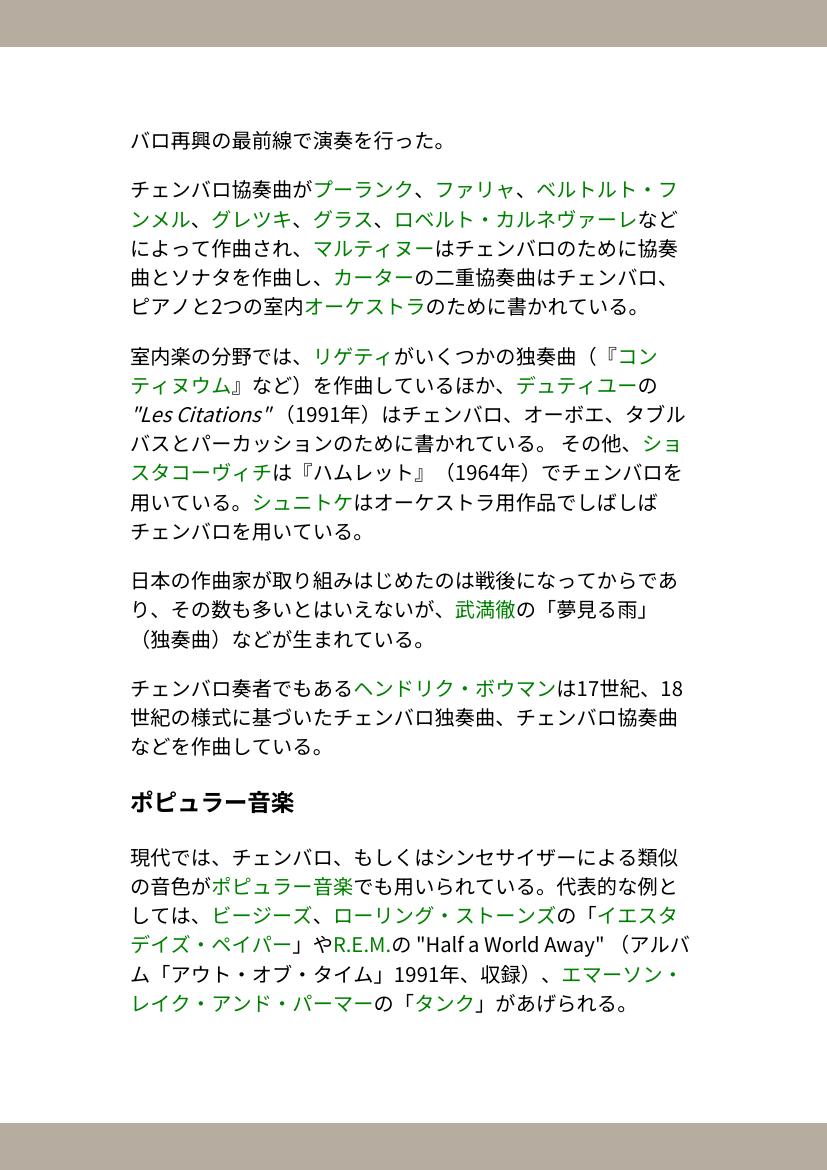 バロ再興の最前線で演奏を行った。
チェンバロ協奏曲がプーランク、ファリャ、ベルトルト・フ
ンメル、グレツキ、グラス、ロベルト・カルネヴァーレなど
によって作曲され、マルティヌーはチェンバロのために協奏
曲とソナタを作曲し、カーターの二重協奏曲はチェンバロ、
ピアノと2つの室内オーケストラのために書かれている。
室内楽の分野では、リゲティがいくつかの独奏曲（『コン
ティヌウム』など）を作曲しているほか、デュティユーの
"Les Citations"（1991年）はチェンバロ、オーボエ、タブル
バスとパーカッションのために書かれている。 その他、ショ
スタコーヴィチは『ハムレット』（1964年）でチェンバロを
用いている。シュニトケはオーケストラ用作品でしばしば
チェンバロを用いている。
日本の作曲家が取り組みはじめたのは戦後になってからであ
り、その数も多いとはいえないが、武満徹の「夢見る雨」
（独奏曲）などが生まれている。
チェンバロ奏者でもあるヘンドリク・ボウマンは17世紀、18
世紀の様式に基づいたチェンバロ独奏曲、チェンバロ協奏曲
などを作曲している。
ポピュラー音楽
現代では、チェンバロ、もしくはシンセサイザーによる類似
の音色がポピュラー音楽でも用いられている。代表的な例と
しては、ビージーズ、ローリング・ストーンズの「イエスタ
デイズ・ペイパー」やR.E.M.の "Half a World Away" （アルバ
ム「アウト・オブ・タイム」1991年、収録）、エマーソン・
レイク・アンド・パーマーの「タンク」があげられる。